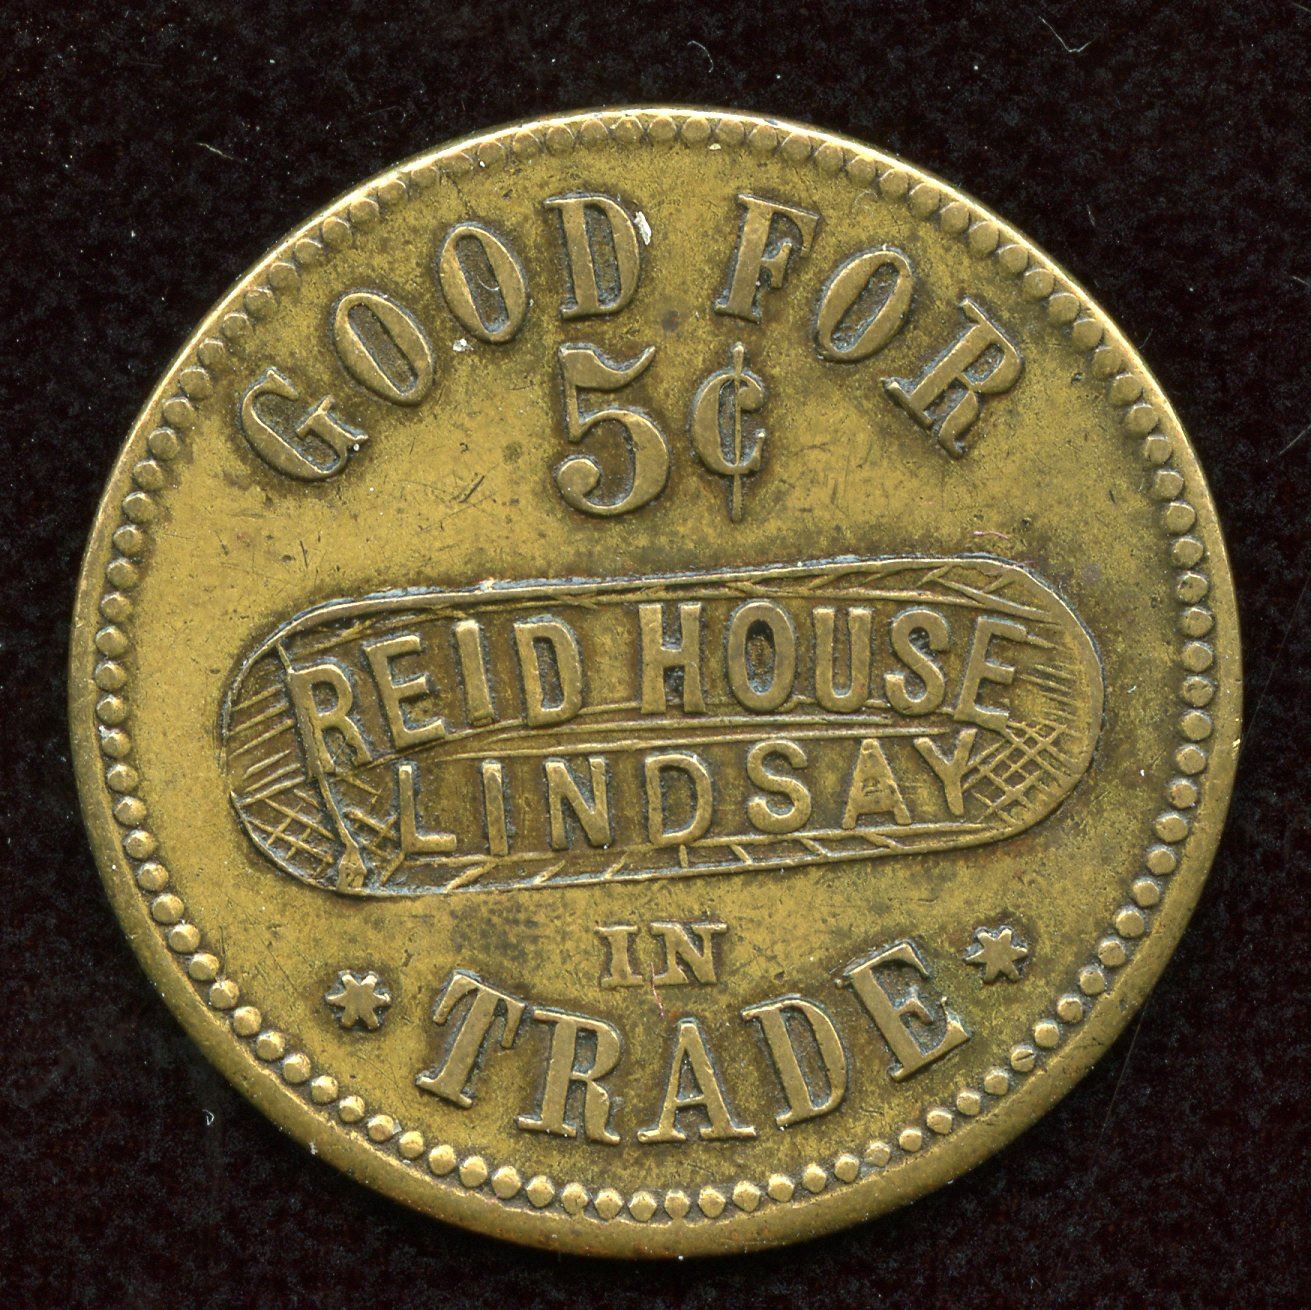 GOOD FOR
5¢
REID HOUSE
LINDSAY
IN
* TRADE *